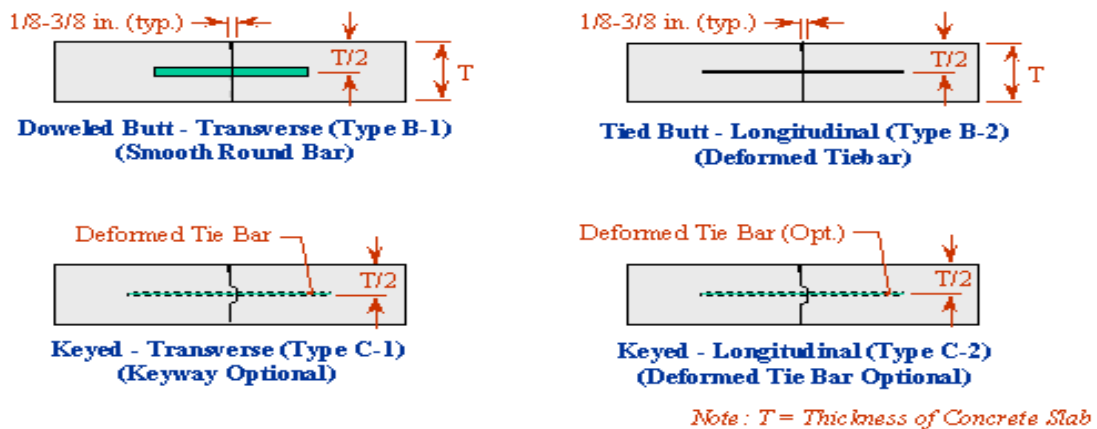 1/8-3/8 in. (typ.)
T/2
T
Doweled Butt - Transverse (Type B-1)
(Smooth Round Bar)
1/8-3/8 in. (typ.)
T/2
T
Tied Butt - Longitudinal (Type B-2)
(Deformed Tiebar)
Deformed Tie Bar
T/2
Keyed - Transverse (Type C-1)
(Keyway Optional)
Deformed Tie Bar (Opt.)
T/2
Keyed - Longitudinal (Type C-2)
(Deformed Tie Bar Optional)
Note: T = Thickness of Concrete Slab